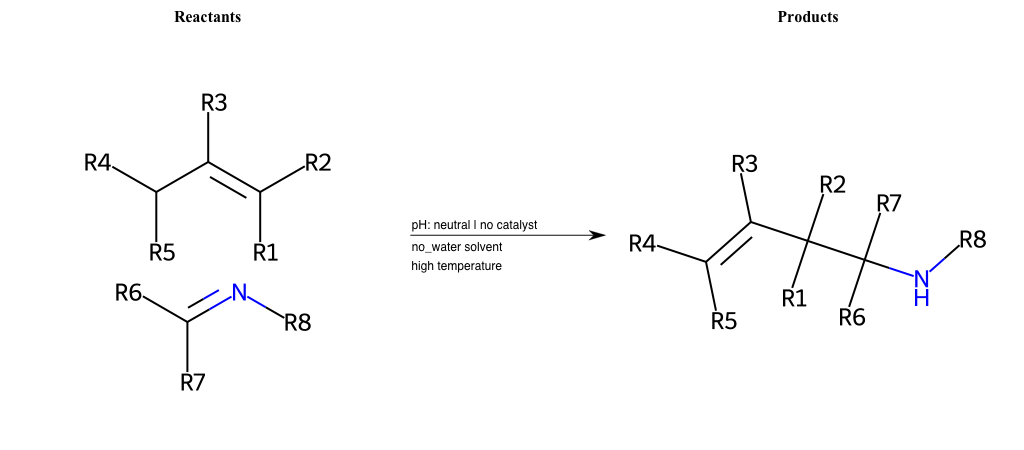 Reactants
Products
R3
R4
R2
R5
R1
R6
N
R8
R7
pH: neutral | no catalyst
no_water solvent
high temperature
R3
R2
R7
R4
R8
N
H
R1
R5
R6